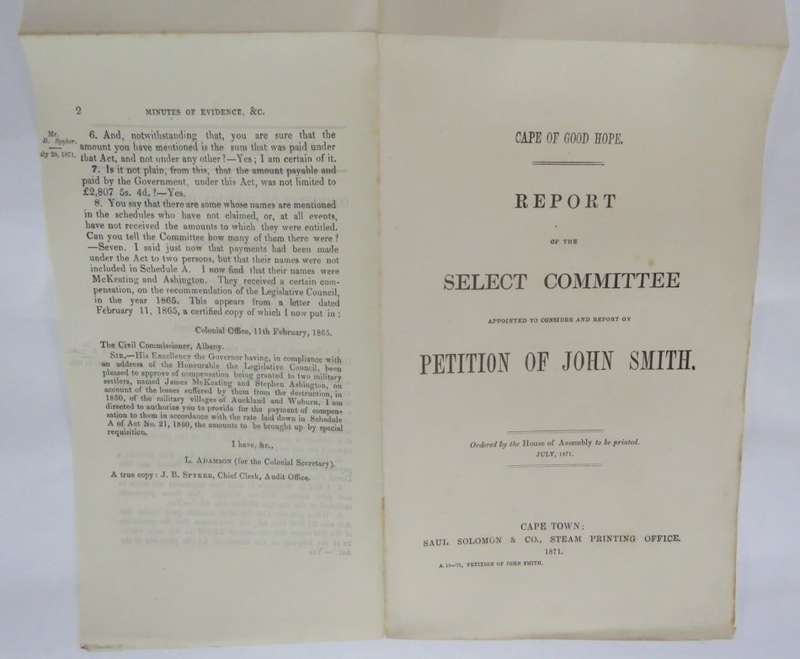 2 MINUTES OF EVIDENCE, &C.
Mr.
B. Spyker.
6. And, notwithstanding that, you are sure that the
amount you have mentioned is the sum that was paid under
that Act, and not under any other?—Yes; I am certain of it.
7. Is it not plain, from this, that the amount payable and
paid by the Government, under this Act, was not limited to
£2,807 5s. 4d.?—Yes.
8. You say that there are some whose names are mentioned
in the schedules who have not claimed, or, at all events,
have not received the amounts to which they were entitled.
Can you tell the Committee how many of them there were?
—Seven. I said just now that payments had been made
under the Act to two persons, but that their names were not
included in Schedule A. I now find that their names were
McKeating and Ashington. They received a certain com-
pensation, on the recommendation of the Legislative Council,
in the year 1865. This appears from a letter dated
February 11, 1865, a certified copy of which I now put in:
Colonial Office, 11th February, 1865.
The Civil Commissioner, Albany.
SIR,—His Excellency the Governor having, in compliance with
an address of the Honourable the Legislative Council, been
pleased to approve of compensation being granted to two military
settlers, named James McKeating and Stephen Ashington, on
account of the losses suffered by them from the destruction, in
1850, of the military villages of Auckland and Woburn, I am
directed to authorize you to provide for the payment of compen-
sation to them in accordance with the rate laid down in Schedule
A of Act No. 21, 1860, the amounts to be brought up by special
requisition.
I have, &c.,
L. ADAMSON (for the Colonial Secretary).
A true copy: J. B. SPYKER, Chief Clerk, Audit Office.
CAPE OF GOOD HOPE.
REPORT
OF THE
SELECT COMMITTEE
APPOINTED TO CONSIDER AND REPORT ON
PETITION OF JOHN SMITH.
Ordered by the House of Assembly to be printed.
JULY, 1871.
CAPE TOWN:
SAUL SOLOMON & CO., STEAM PRINTING OFFICE.
1871.
PETITION OF JOHN SMITH.